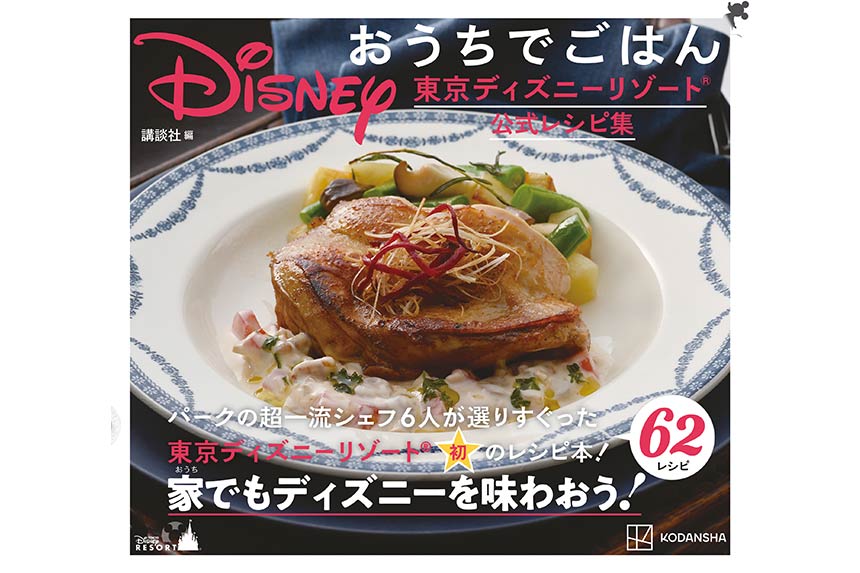 Disney
おうちでごはん
東京ディズニーリゾート®
公式レシピ集
講談社 編
パークの超一流シェフ6人が選りすぐった
東京ディズニーリゾート® 初 のレシピ本!
62
レシピ
おうち
家でもディズニーを味わおう!
Disney
RESORT
KODANSHA